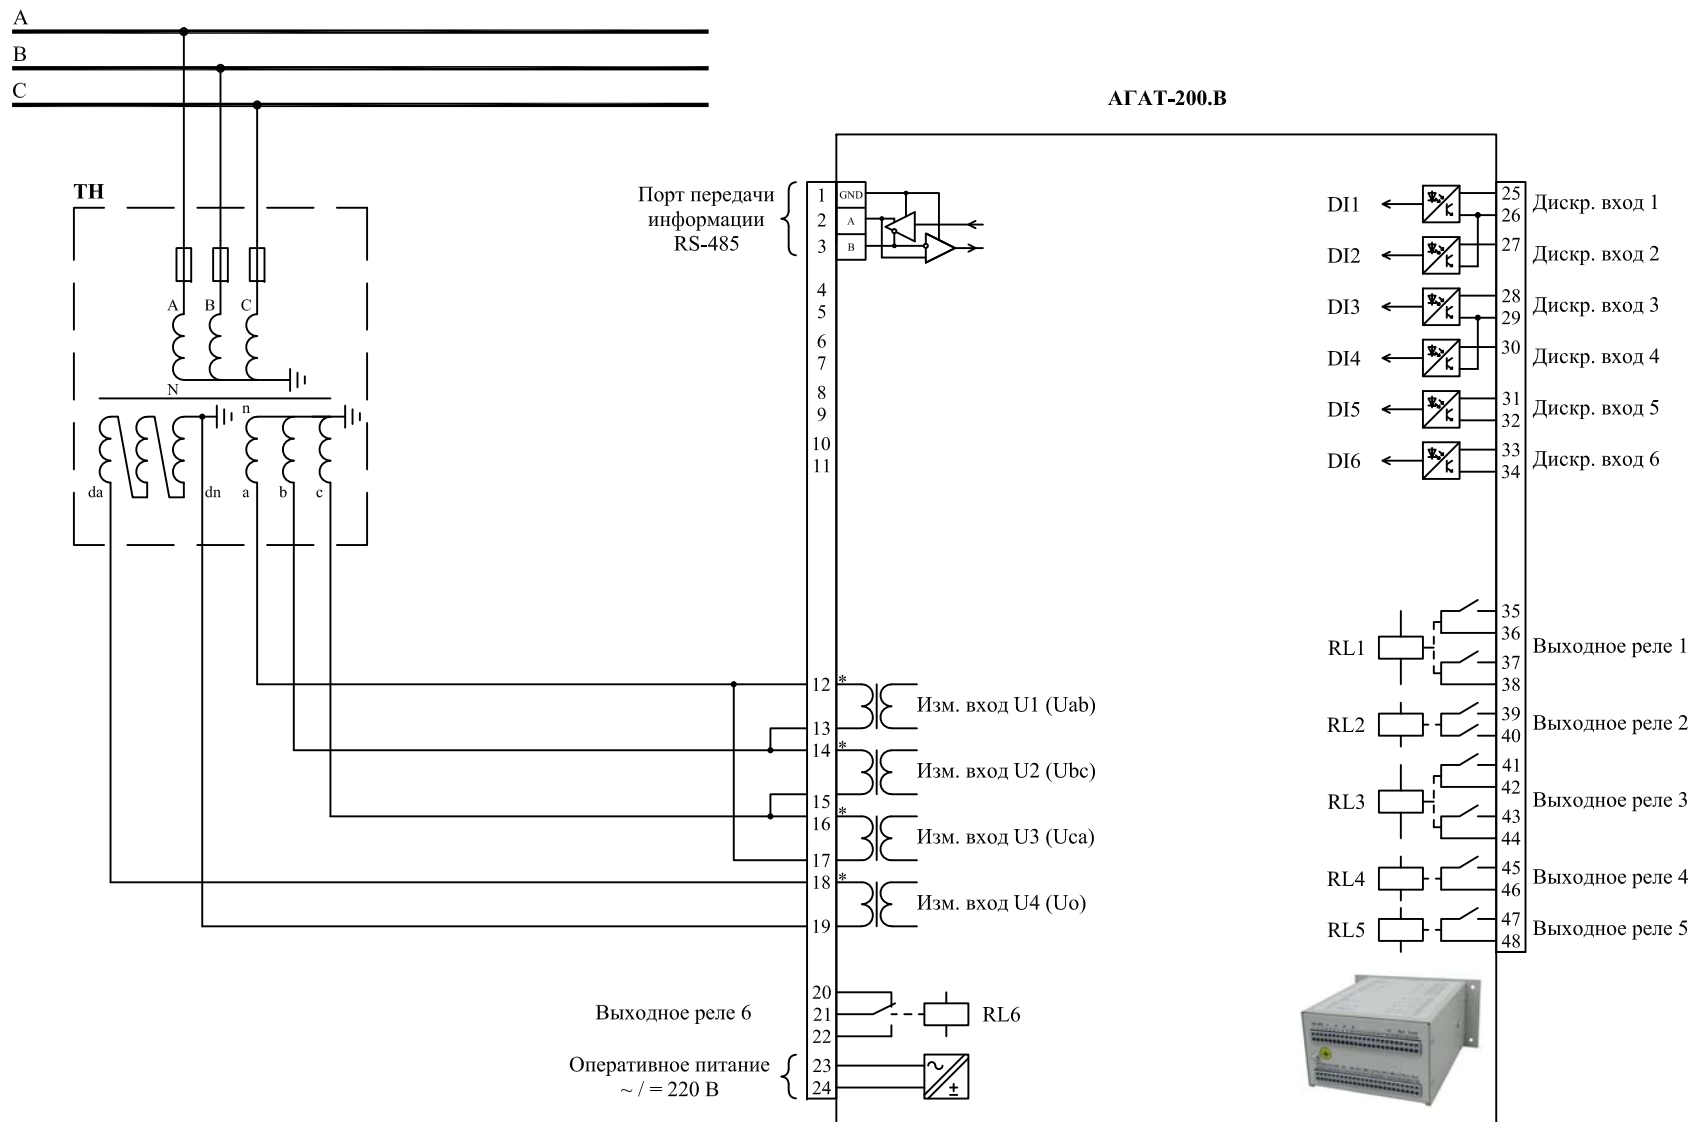 A
B
C
АГАТ-200.В
ТН
A
B
C
N
n
da
dn
a
b
c
Порт передачи
информации
RS-485
1
GND
2
A
3
B
4
5
6
7
8
9
10
11
12
*
Изм. вход U1 (Uab)
13
14
*
Изм. вход U2 (Ubc)
15
16
*
Изм. вход U3 (Uca)
17
18
*
Изм. вход U4 (Uo)
19
Выходное реле 6
20
21
22
RL6
Оперативное питание
~ / = 220 В
23
24
~
±
DI1
25
26
Дискр. вход 1
DI2
27
Дискр. вход 2
DI3
28
29
Дискр. вход 3
DI4
30
Дискр. вход 4
DI5
31
32
Дискр. вход 5
DI6
33
34
Дискр. вход 6
RL1
35
36
37
38
Выходное реле 1
RL2
39
40
Выходное реле 2
RL3
41
42
43
44
Выходное реле 3
RL4
45
46
Выходное реле 4
RL5
47
48
Выходное реле 5